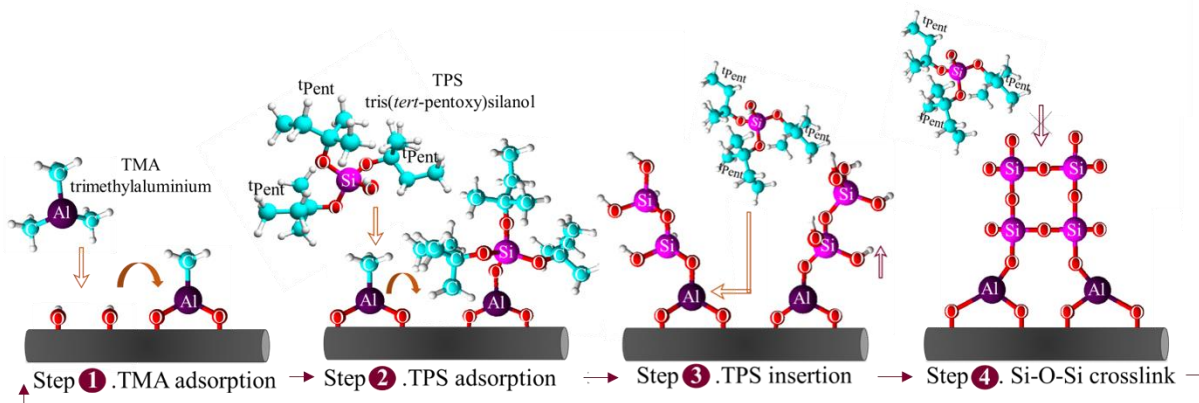 TMA
trimethylaluminium
Al
Al
O
O
O
O
Step 1 .TMA adsorption
TPS
tris(tert-pentoxy)silanol
tPent
tPent
tPent
Si
Si
Al
Al
O
O
O
O
Step 2 .TPS adsorption
tPent
tPent
tPent
Si
Si
Si
Si
Si
Al
Al
O
O
O
O
Step 3 .TPS insertion
tPent
tPent
tPent
Si
Si
Si
Si
Si
Al
Al
O
O
O
O
Step 4. Si-O-Si crosslink